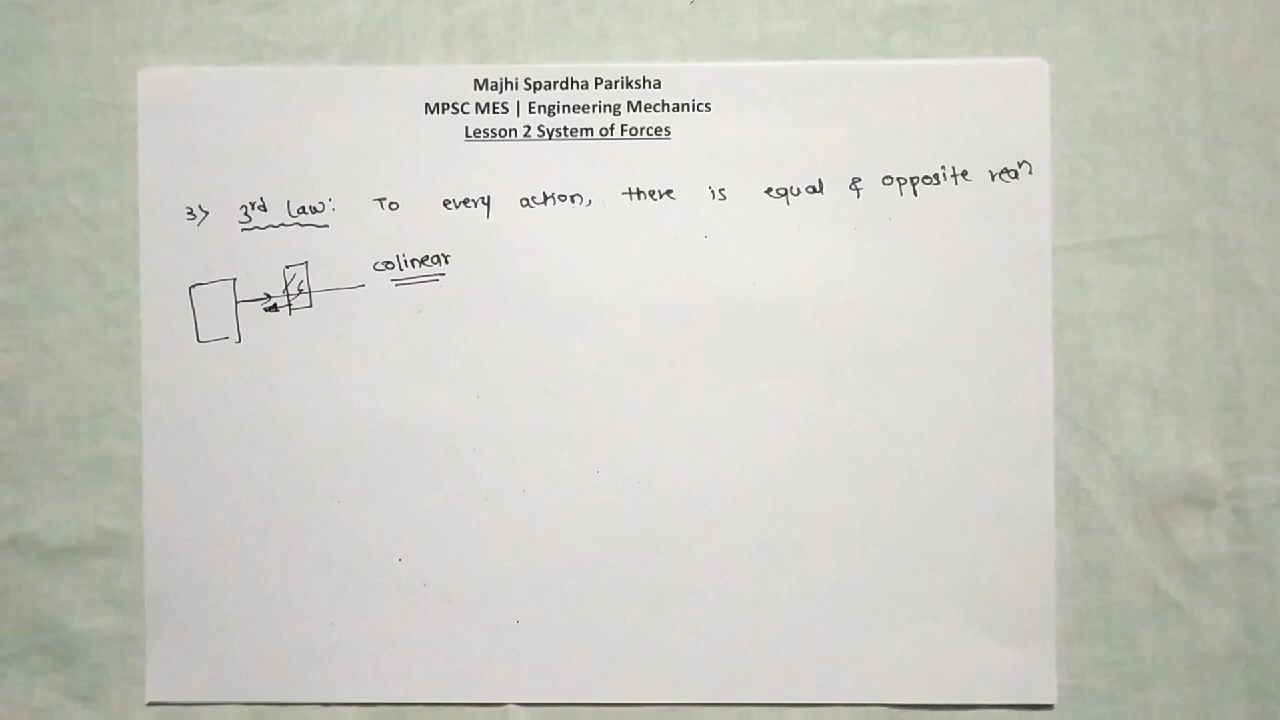 Majhi Spardha Pariksha
MPSC MES | Engineering Mechanics
Lesson 2 System of Forces
3> 3rd Law: To every action, there is equal & opposite rean
colinear